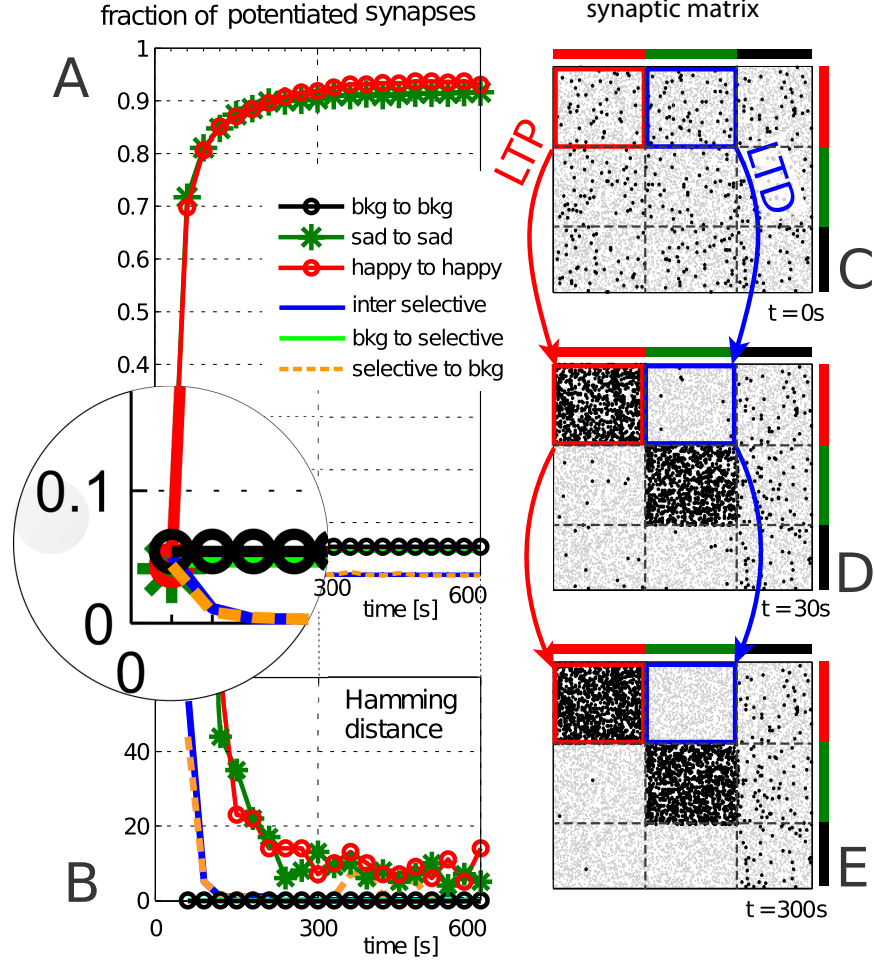 fraction of potentiated synapses
A
1
0.9
0.8
0.7
0.6
0.5
0.4
bkg to bkg
sad to sad
happy to happy
inter selective
bkg to selective
selective to bkg
0.1
0
0
300
600
time [s]
Hamming
distance
40
20
0
B
0
300
600
time [s]
synaptic matrix
LTP
LTD
C
t = 0s
D
t = 30s
E
t = 300s